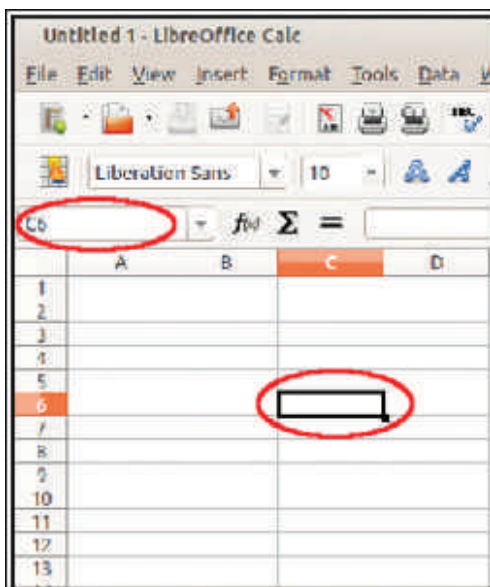 Untitled 1 - LibreOffice Calc
File Edit View Insert Format Tools Data
Liberation Sans 10
C6 f(x) Σ =
A B C D
1
2
3
4
5
6
7
8
9
10
11
12
13